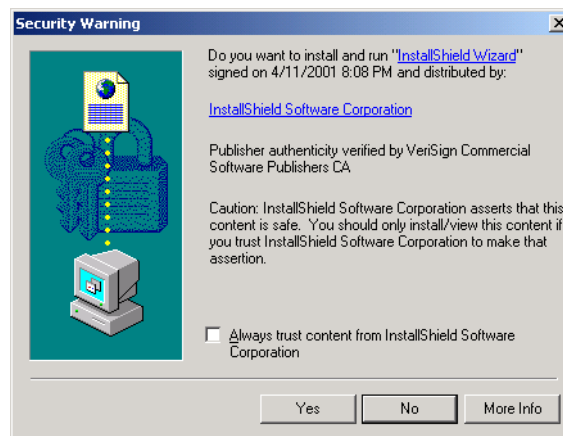 Security Warning
Do you want to install and run "InstallShield Wizard"
signed on 4/11/2001 8:08 PM and distributed by:
InstallShield Software Corporation
Publisher authenticity verified by VeriSign Commercial
Software Publishers CA
Caution: InstallShield Software Corporation asserts that this
content is safe.  You should only install/view this content if
you trust InstallShield Software Corporation to make that
assertion.
Always trust content from InstallShield Software
Corporation
Yes
No
More Info